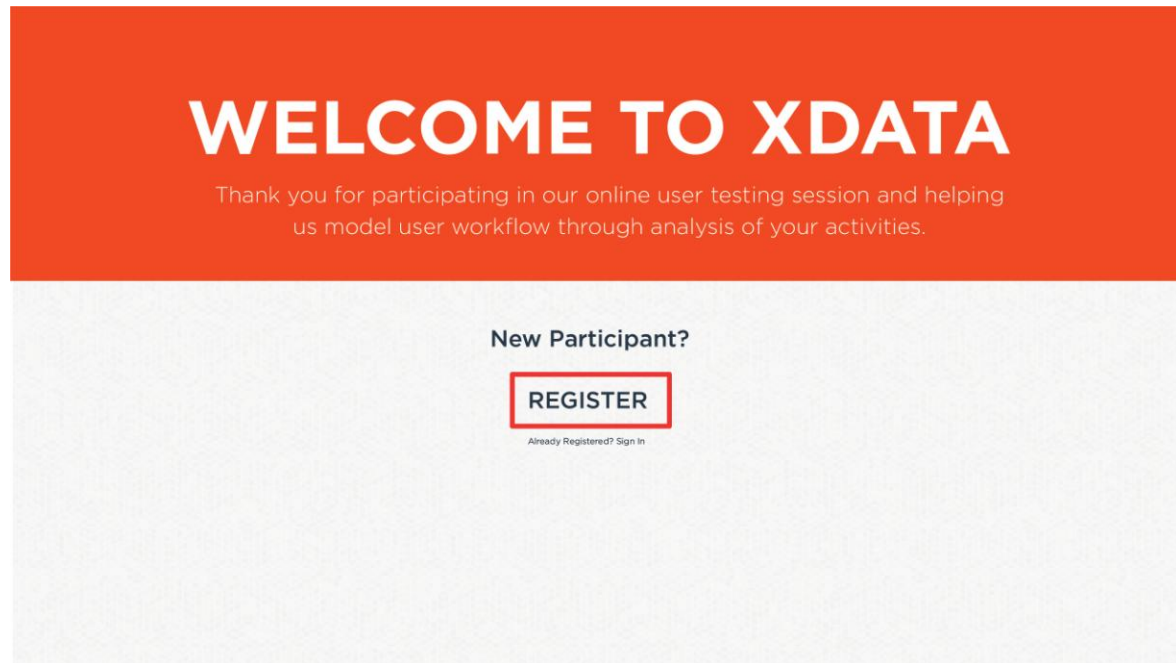 WELCOME TO XDATA
Thank you for participating in our online user testing session and helping
us model user workflow through analysis of your activities.
New Participant?
REGISTER
Already Registered? Sign In